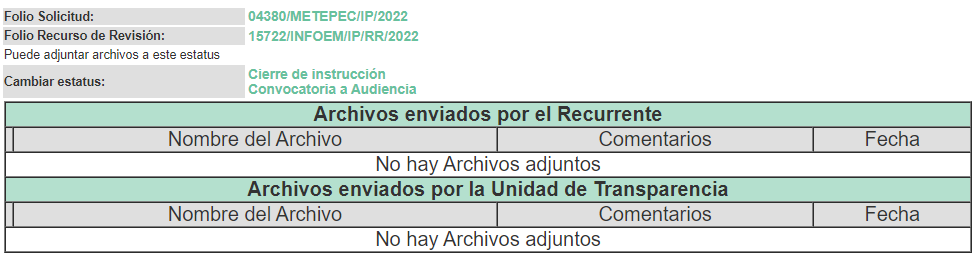 Folio Solicitud: 04380/METEPEC/IP/2022
Folio Recurso de Revisión: 15722/INFOEM/IP/RR/2022
Puede adjuntar archivos a este estatus
Cambiar estatus: Cierre de instrucción
Convocatoria a Audiencia
Archivos enviados por el Recurrente
Nombre del Archivo Comentarios Fecha
No hay Archivos adjuntos
Archivos enviados por la Unidad de Transparencia
Nombre del Archivo Comentarios Fecha
No hay Archivos adjuntos